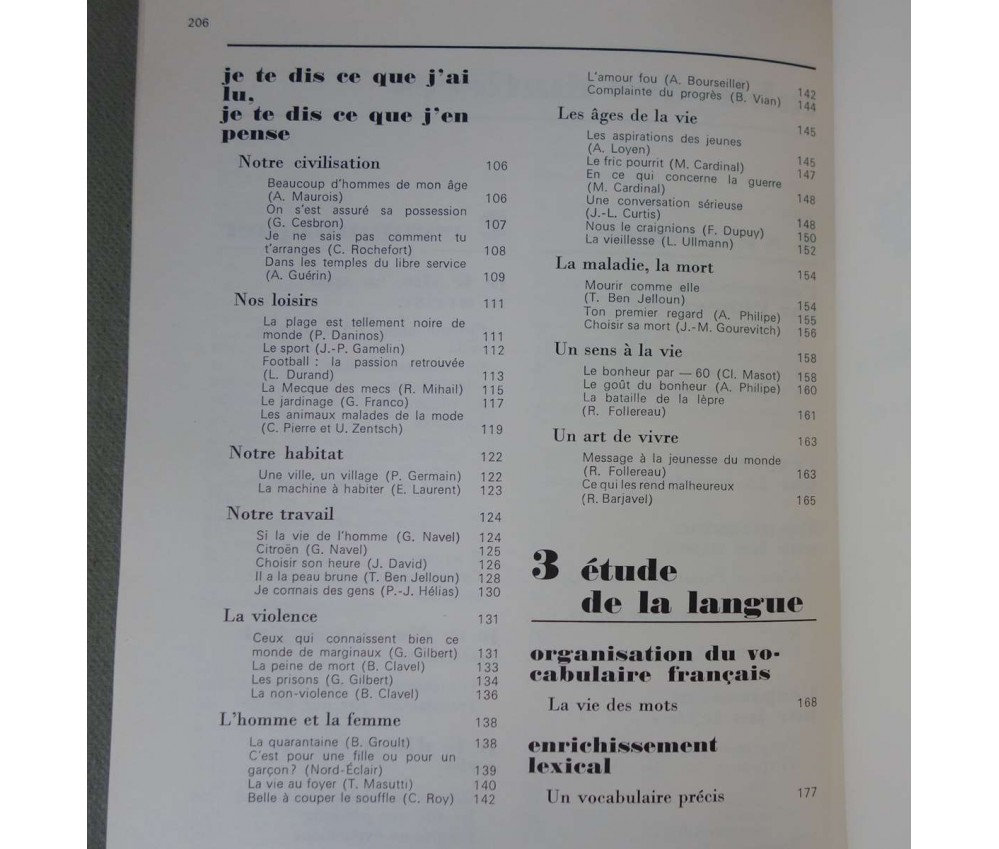 206
je te dis ce que j'ai
lu,
je te dis ce que j'en
pense
Notre civilisation 106
Beaucoup d'hommes de mon âge
(A. Maurois) 106
On s'est assuré sa possession
(G. Cesbron) 107
Je ne sais pas comment tu
t'arranges (C. Rochefort) 108
Dans les temples du libre service
(A. Guérin) 109
Nos loisirs 111
La plage est tellement noire de
monde (P. Daninos) 111
Le sport (J.-P. Gamelin) 112
Football : la passion retrouvée
(L. Durand) 113
La Mecque des mecs (R. Mihail) 115
Le jardinage (G. Franco) 117
Les animaux malades de la mode
(C. Pierre et U. Zentsch) 119
Notre habitat 122
Une ville, un village (P. Germain) 122
La machine à habiter (E. Laurent) 123
Notre travail 124
Si la vie de l'homme (G. Navel) 124
Citroën (G. Navel) 125
Choisir son heure (J. David) 126
Il a la peau brune (T. Ben Jelloun) 128
Je connais des gens (P.-J. Hélias) 130
La violence 131
Ceux qui connaissent bien ce
monde de marginaux (G. Gilbert) 131
La peine de mort (B. Clavel) 133
Les prisons (G. Gilbert) 134
La non-violence (B. Clavel) 136
L'homme et la femme 138
La quarantaine (B. Groult) 138
C'est pour une fille ou pour un
garçon ? (Nord-Éclair) 139
La vie au foyer (T. Masutti) 140
Belle à couper le souffle (C. Roy) 142
L'amour fou (A. Bourseiller) 142
Complainte du progrès (B. Vian) 144
Les âges de la vie 145
Les aspirations des jeunes
(A. Loyen) 145
Le fric pourrit (M. Cardinal) 147
En ce qui concerne la guerre
(M. Cardinal) 148
Une conversation sérieuse
(J.-L. Curtis) 148
Nous le craignions (F. Dupuy) 150
La vieillesse (L. Ullmann) 152
La maladie, la mort 154
Mourir comme elle
(T. Ben Jelloun) 154
Ton premier regard (A. Philipe) 155
Choisir sa mort (J.-M. Gourevitch) 156
Un sens à la vie 158
Le bonheur par — 60 (Cl. Masot) 158
Le goût du bonheur (A. Philipe) 160
La bataille de la lèpre
(R. Follereau) 161
Un art de vivre 163
Message à la jeunesse du monde
(R. Follereau) 163
Ce qui les rend malheureux
(R. Barjavel) 165
3 étude
de la langue
organisation du vo-
cabulaire français
La vie des mots 168
enrichissement
lexical
Un vocabulaire précis 177